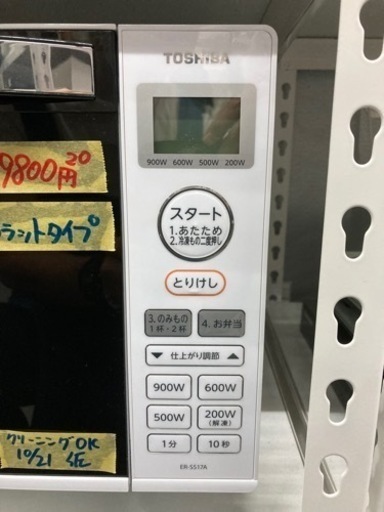 TOSHIBA
900W 600W 500W 200W
9800円
20
フラットタイプ
スタート
1.あたため
2.冷凍もの二度押し
とりけし
3.のみもの
1杯・2杯
4.お弁当
▼ 仕上がり調節 ▲
900W 600W
500W 200W
(解凍)
1分 10秒
クリーニングOK
10/21
ER-SS17A